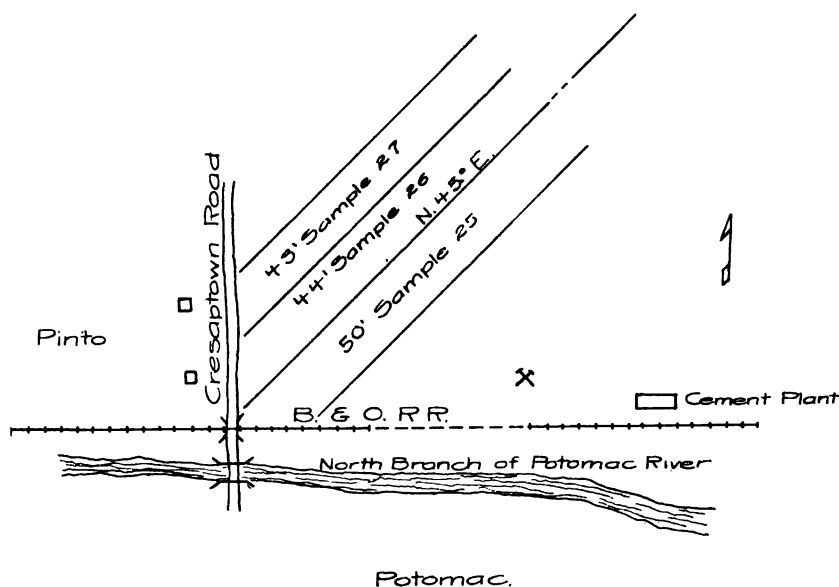 43' Sample 27
44' Sample 26
N. 43° E.
50' Sample 25
Cresaptown Road
Pinto
B. & O. R R.
Cement Plant
North Branch of Potomac River
Potomac.